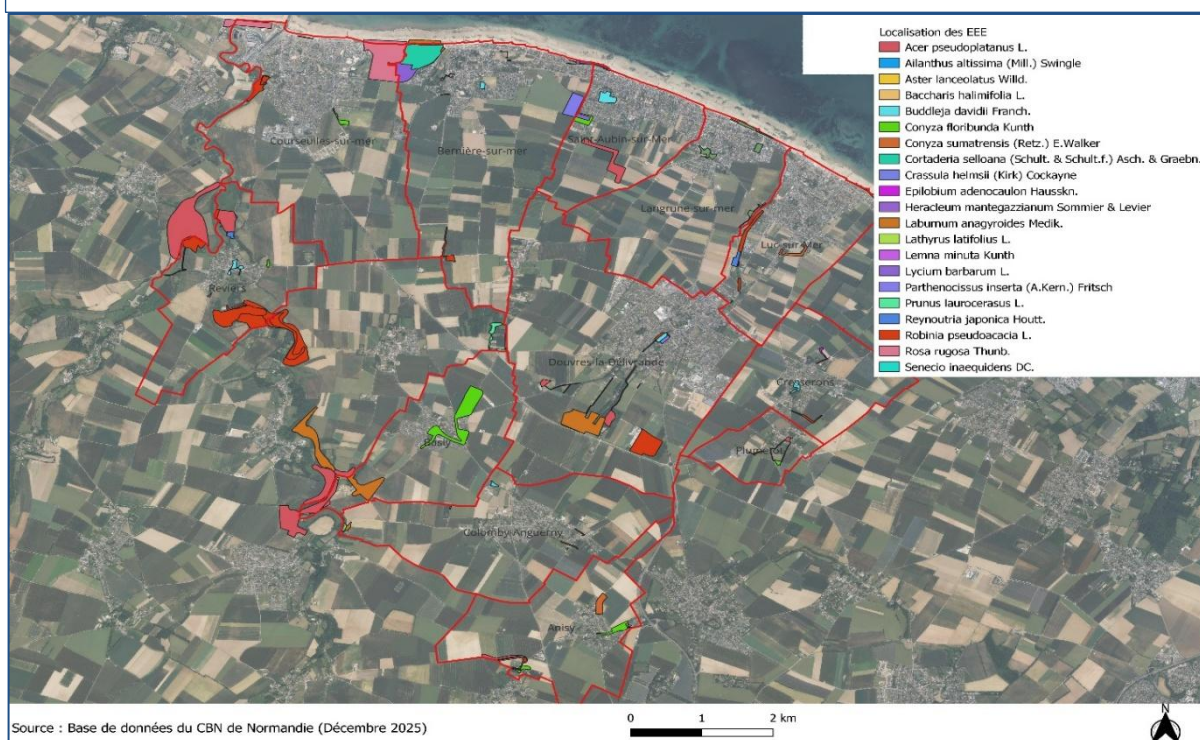 Localisation des EEE
Acer pseudoplatanus L.
Ailanthus altissima (Mill.) Swingle
Aster lanceolatus Willd.
Baccharis halimifolia L.
Buddleja davidii Franch.
Conyza floribunda Kunth
Conyza sumatrensis (Retz.) E.Walker
Cortaderia selloana (Schult. & Schult.f.) Asch. & Graebn.
Crassula helmsii (Kirk) Cockayne
Epilobium adenocaulon Hausskn.
Heracleum mantegazzianum Sommier & Levier
Laburnum anagyroides Medik.
Lathyrus latifolius L.
Lemna minuta Kunth
Lycium barbarum L.
Parthenocissus inserta (A.Kern.) Fritsch
Prunus laurocerasus L.
Reynoutria japonica Houtt.
Robinia pseudoacacia L.
Rosa rugosa Thunb.
Senecio inaequidens DC.
Courseulles-sur-mer
Bernière-sur-mer
Saint-Aubin-sur-Mer
Langrune-sur-mer
Luc-sur-Mer
Reviers
Douvres-la-Délivrande
Cresserons
Basly
Plumetot
Colomby-Anguerny
Anisy
Source : Base de données du CBN de Normandie (Décembre 2025)
0 1 2 km
N